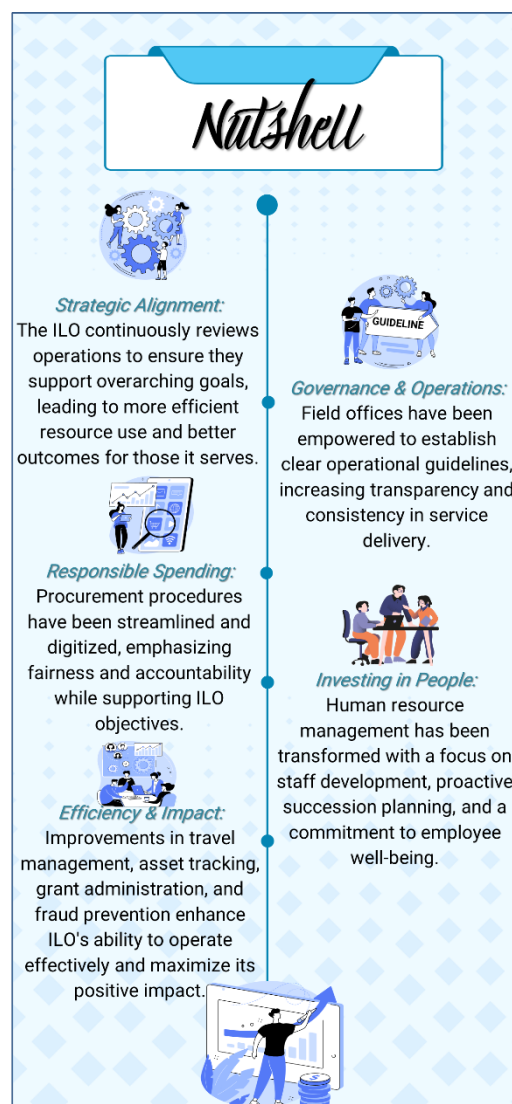 Nutshell
Strategic Alignment:
The ILO continuously reviews
operations to ensure they
support overarching goals,
leading to more efficient
resource use and better
outcomes for those it serves.
GUIDELINE
Governance & Operations:
Field offices have been
empowered to establish
clear operational guidelines,
increasing transparency and
consistency in service
delivery.
Responsible Spending:
Procurement procedures
have been streamlined and
digitized, emphasizing
fairness and accountability
while supporting ILO
objectives.
Investing in People:
Human resource
management has been
transformed with a focus on
staff development, proactive
succession planning, and a
commitment to employee
well-being.
Efficiency & Impact:
Improvements in travel
management, asset tracking,
grant administration, and
fraud prevention enhance
ILO's ability to operate
effectively and maximize its
positive impact.
$